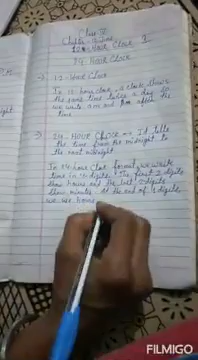 Class IV
Chapter - Time
12-Hour Clock }
24 Hour Clock
→) 12-Hour Clock
In 12-hour clock, a clock shows
the same time twice a day so
we write am and pm after the
time
→) 24-HOUR CLOCK →→ It tells
the time from the midnight to
the next midnight
In 24-hour clock format, we write
time in 4 digits. The first 2 digits
show hours and the last 2 digits
show minutes. At the end of 4 digits
we use hours
FILMIGO